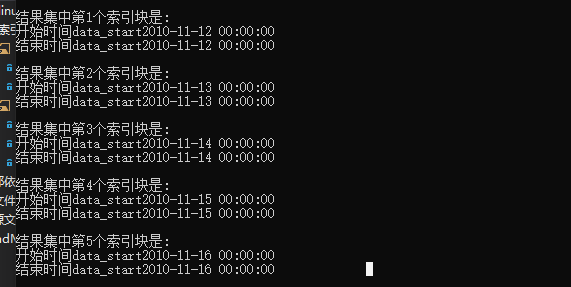 结果集中第1个索引块是:
开始时间data_start2010-11-12 00:00:00
结束时间data_start2010-11-12 00:00:00
结果集中第2个索引块是:
开始时间data_start2010-11-13 00:00:00
结束时间data_start2010-11-13 00:00:00
结果集中第3个索引块是:
开始时间data_start2010-11-14 00:00:00
结束时间data_start2010-11-14 00:00:00
结果集中第4个索引块是:
开始时间data_start2010-11-15 00:00:00
结束时间data_start2010-11-15 00:00:00
结果集中第5个索引块是:
开始时间data_start2010-11-16 00:00:00
结束时间data_start2010-11-16 00:00:00